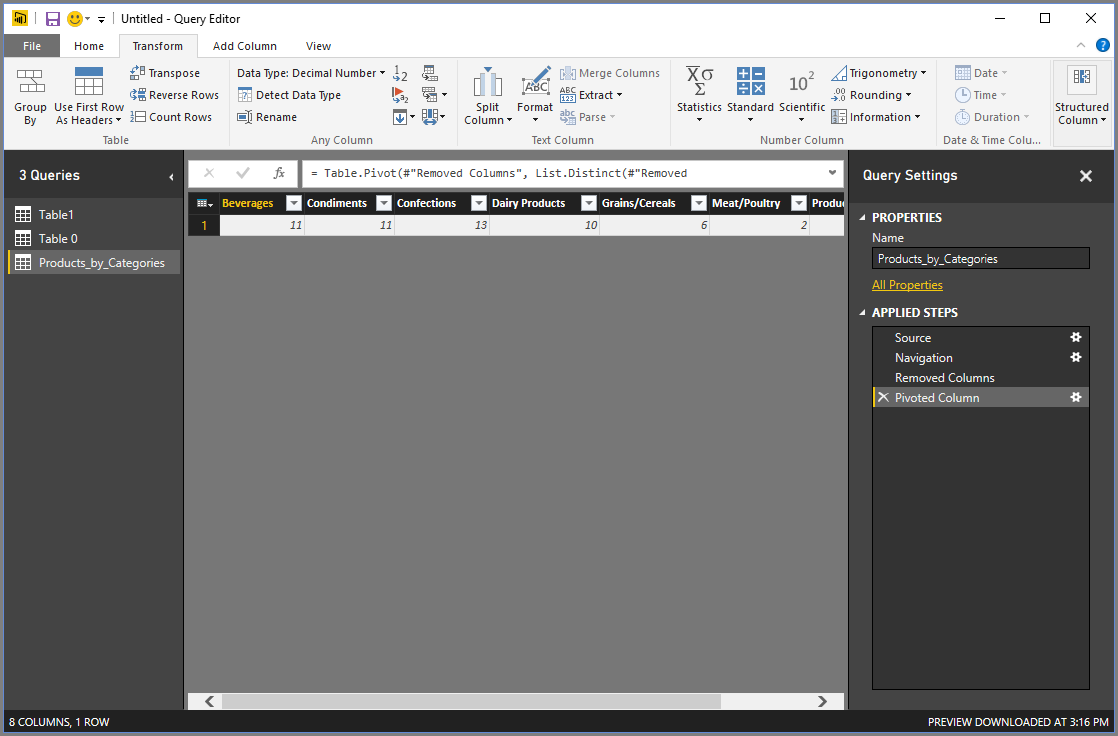 Untitled - Query Editor
File Home Transform Add Column View
Group By
Use First Row As Headers
Transpose
Reverse Rows
Count Rows
Table
Data Type: Decimal Number
Detect Data Type
Rename
Any Column
Split Column
Format
Merge Columns
Extract
Parse
Text Column
Statistics
Standard
Scientific
Trigonometry
Rounding
Information
Number Column
Date
Time
Duration
Date & Time Colu...
Structured Column
3 Queries
Table1
Table 0
Products_by_Categories
fx = Table.Pivot(#"Removed Columns", List.Distinct(#"Removed
Beverages Condiments Confections Dairy Products Grains/Cereals Meat/Poultry Produ
1 11 11 13 10 6 2
Query Settings
PROPERTIES
Name
Products_by_Categories
All Properties
APPLIED STEPS
Source
Navigation
Removed Columns
Pivoted Column
8 COLUMNS, 1 ROW
PREVIEW DOWNLOADED AT 3:16 PM